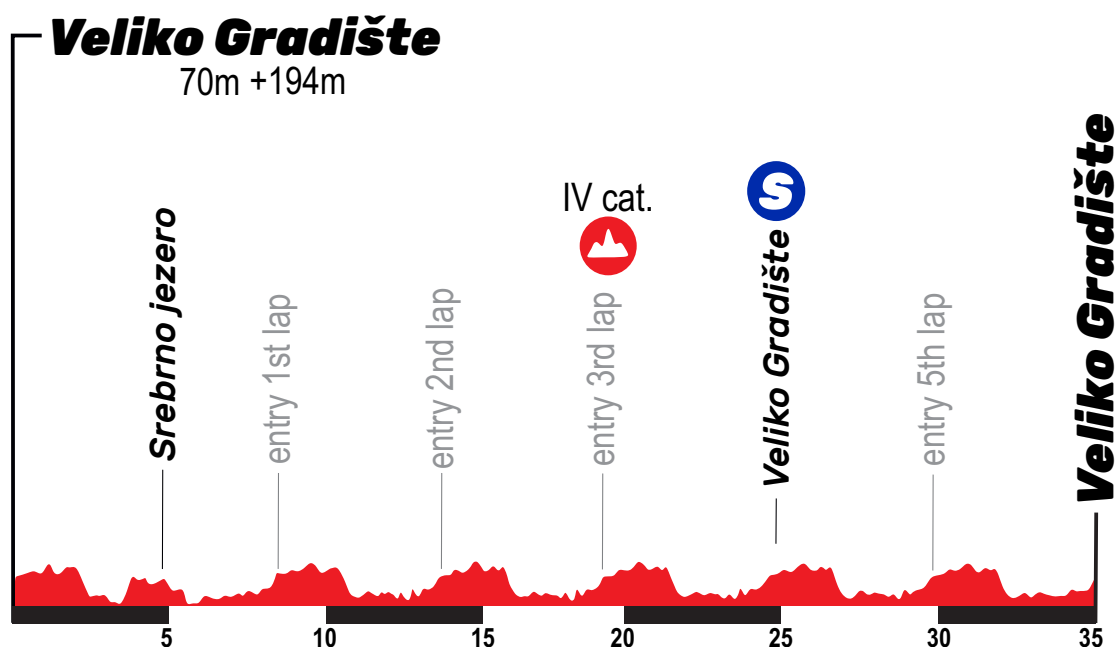 Veliko Gradište
70m +194m
Srebrno jezero
entry 1st lap
entry 2nd lap
IV cat.
entry 3rd lap
S
Veliko Gradište
entry 5th lap
Veliko Gradište
5 10 15 20 25 30 35